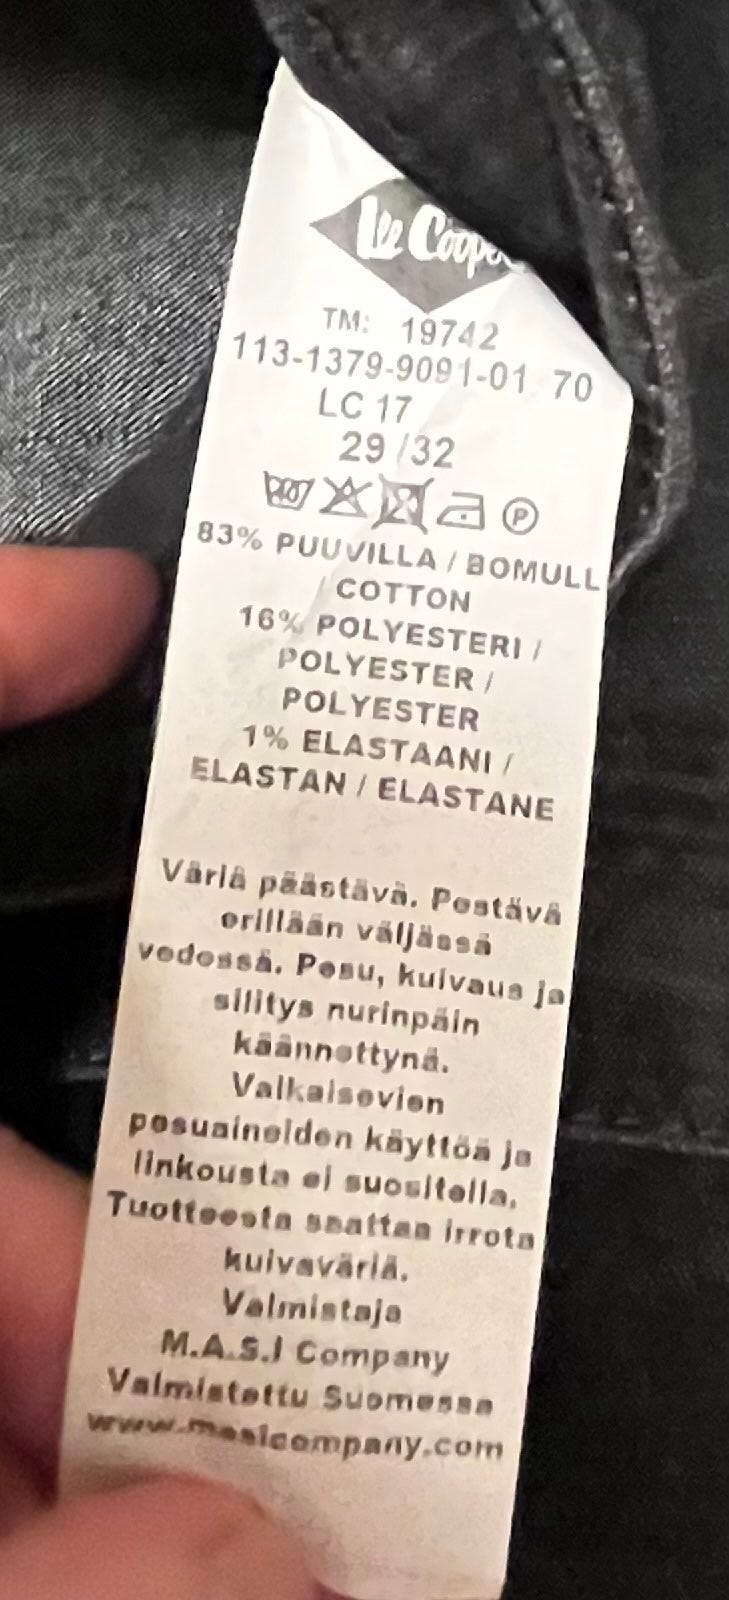 Lee Cooper
TM: 19742
113-1379-9091-01 70
LC 17
29 /32
40 P
83% PUUVILLA / BOMULL
/ COTTON
16% POLYESTERI /
POLYESTER /
POLYESTER
1% ELASTAANI /
ELASTAN / ELASTANE
Väriä päästävä. Pestävä
erillään väljässä
vedessä. Pesu, kuivaus ja
silitys nurinpäin
käännettynä.
Valkaisevien
pesuaineiden käyttöä ja
linkousta ei suositella.
Tuotteesta saattaa irrota
kuivaväriä.
Valmistaja
M.A.S.I Company
Valmistettu Suomessa
www.masicompany.com